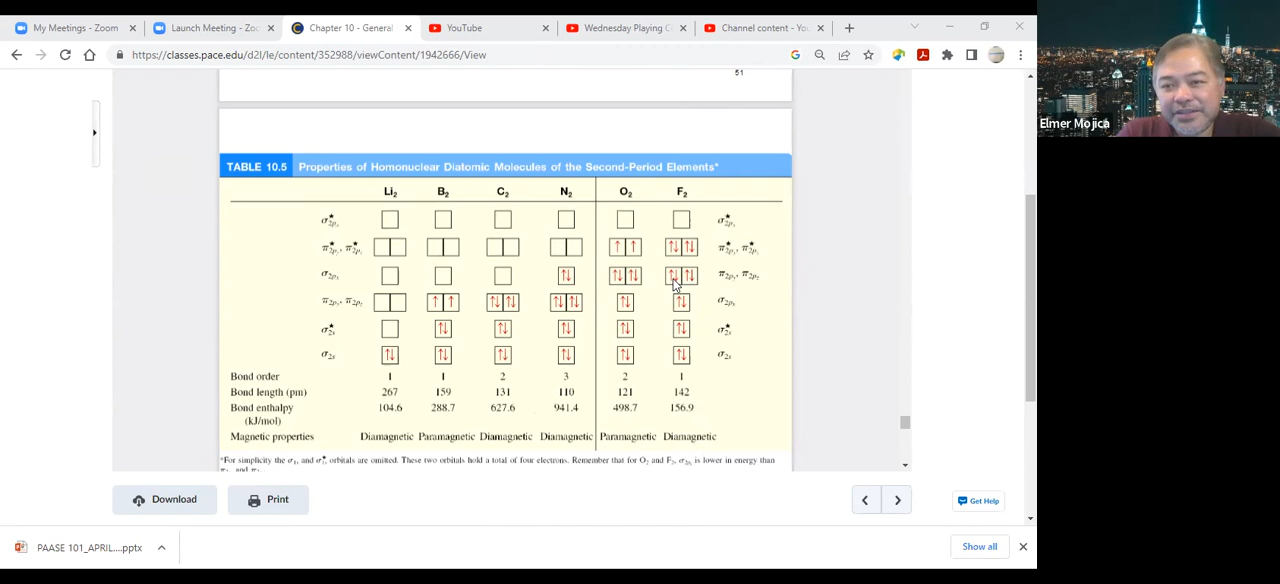 My Meetings - Zoom
Launch Meeting - Zo
Chapter 10 - General
YouTube
Wednesday Playing G
Channel content - You
https://classes.pace.edu/d2l/le/content/352988/viewContent/1942666/View
Elmer Mojica
51
TABLE 10.5 Properties of Homonuclear Diatomic Molecules of the Second-Period Elements*
Li₂ B₂ C₂ N₂ O₂ F₂
↑ ↑ ↑↓ ↑↓
↑↓ ↑↓ ↑↓ ↑↓ ↑↓
↑ ↑ ↑↓ ↑↓ ↑↓ ↑↓ ↑↓ ↑↓
σ★2s ↑↓ ↑↓ ↑↓ ↑↓ ↑↓ σ★2s
σ2s ↑↓ ↑↓ ↑↓ ↑↓ ↑↓ ↑↓ σ2s
Bond order 1 1 2 3 2 1
Bond length (pm) 267 159 131 110 121 142
Bond enthalpy 104.6 288.7 627.6 941.4 498.7 156.9
(kJ/mol)
Magnetic properties Diamagnetic Paramagnetic Diamagnetic Diamagnetic Paramagnetic Diamagnetic
*For simplicity the σ1s and σ★1s orbitals are omitted. These two orbitals hold a total of four electrons. Remember that for O₂ and F₂, is lower in energy than
Download
Print
Get Help
PAASE 101_APRIL....pptx
Show all